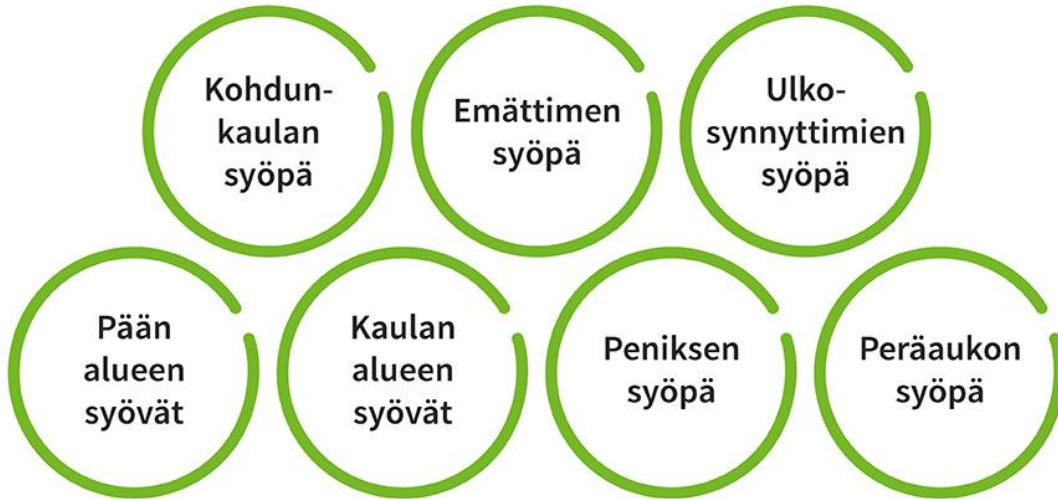 Kohdun-
kaulan
syöpä
Emättimen
syöpä
Ulko-
synnyttimien
syöpä
Pään
alueen
syövät
Kaulan
alueen
syövät
Peniksen
syöpä
Peräaukon
syöpä